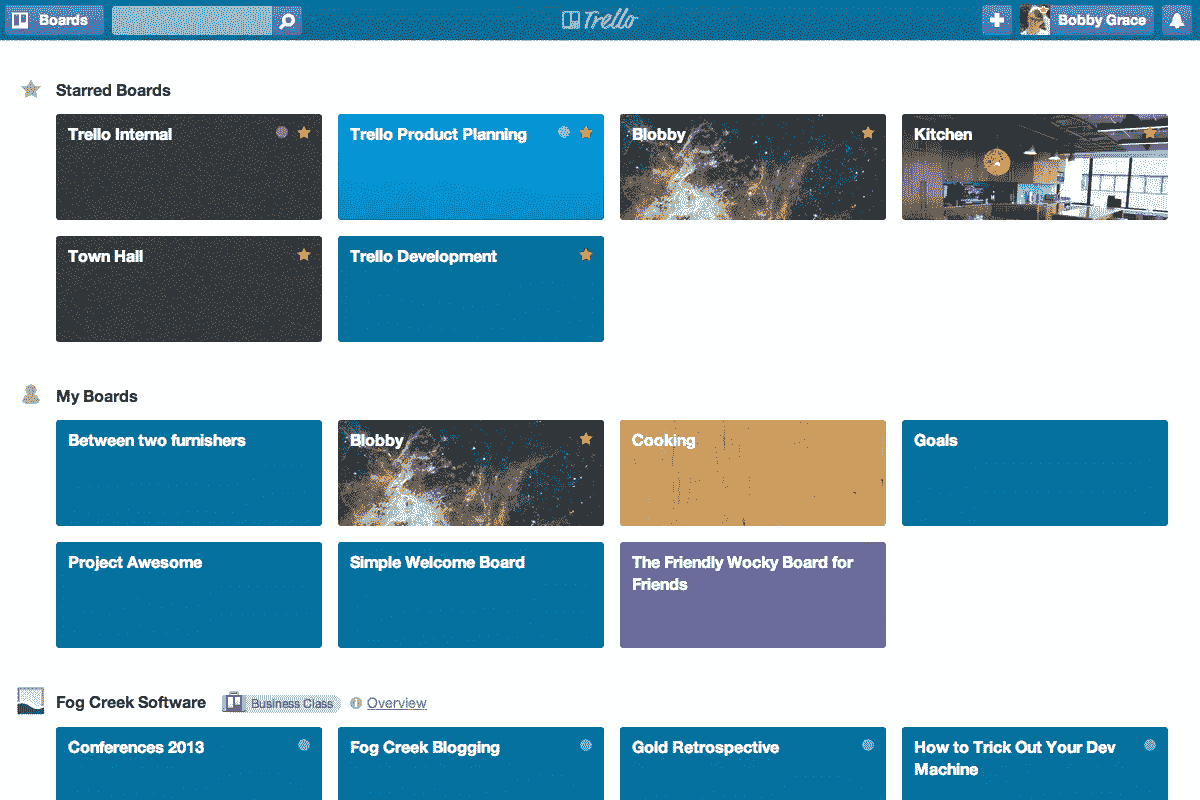 Boards
Trello
Bobby Grace
Starred Boards
Trello Internal
Trello Product Planning
Blobby
Kitchen
Town Hall
Trello Development
My Boards
Between two furnishers
Blobby
Cooking
Goals
Project Awesome
Simple Welcome Board
The Friendly Wocky Board for
Friends
Fog Creek Software
Business Class
Overview
Conferences 2013
Fog Creek Blogging
Gold Retrospective
How to Trick Out Your Dev
Machine